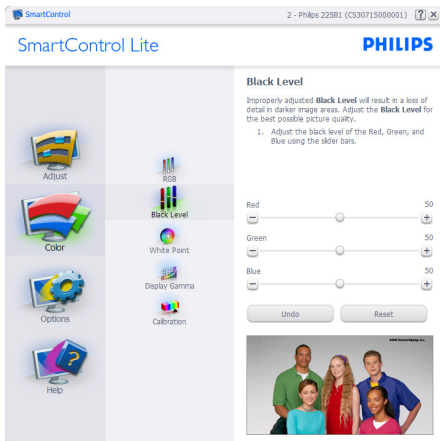 SmartControl
2 - Philips 225B1 (CS30715000001)
SmartControl Lite
PHILIPS
Adjust
Color
Options
Help
RGB
Black Level
White Point
Display Gamma
Calibration
Black Level
Improperly adjusted Black Level will result in a loss of
detail in darker image areas. Adjust the Black Level for
the best possible picture quality.
1. Adjust the black level of the Red, Green, and
Blue using the slider bars.
Red 50
Green 50
Blue 50
Undo Reset